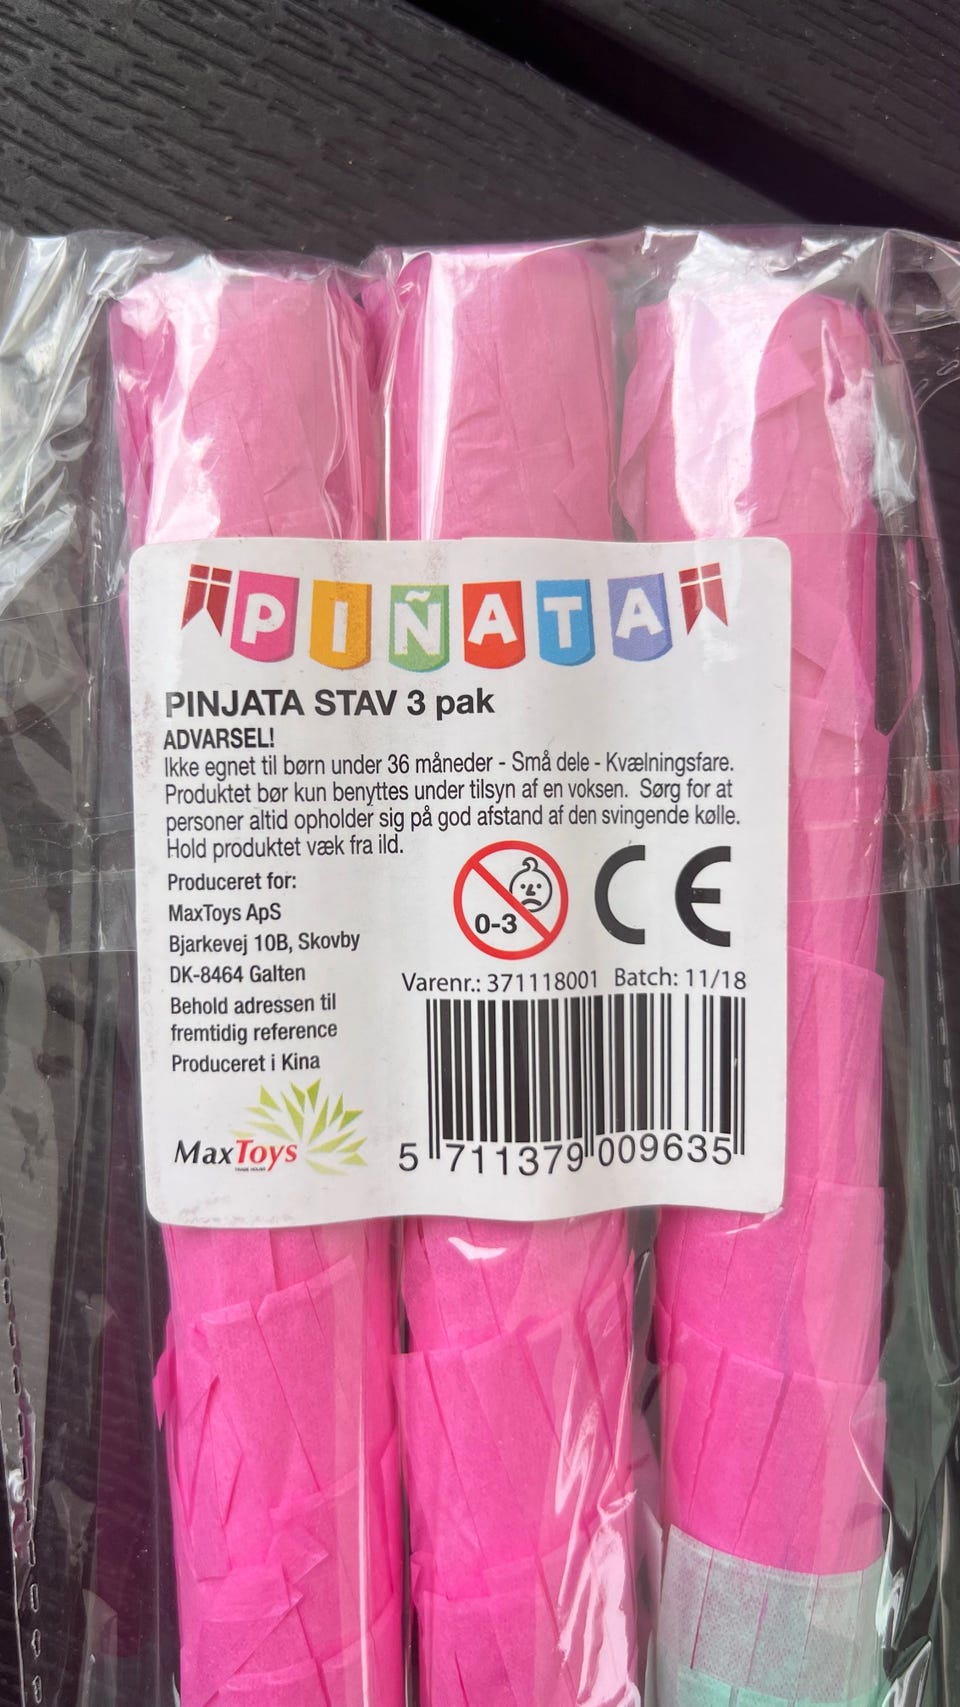 PIÑATA
PINJATA STAV 3 pak
ADVARSEL!
Ikke egnet til børn under 36 måneder - Små dele - Kvælningsfare.
Produktet bør kun benyttes under tilsyn af en voksen. Sørg for at
personer altid opholder sig på god afstand af den svingende kølle.
Hold produktet væk fra ild.
Produceret for:
MaxToys ApS
Bjarkevej 10B, Skovby
DK-8464 Galten
Behold adressen til
fremtidig reference
Produceret i Kina
MaxToys
TRADE HOUSE
0-3
CE
Varenr.: 371118001 Batch: 11/18
5 711379 009635